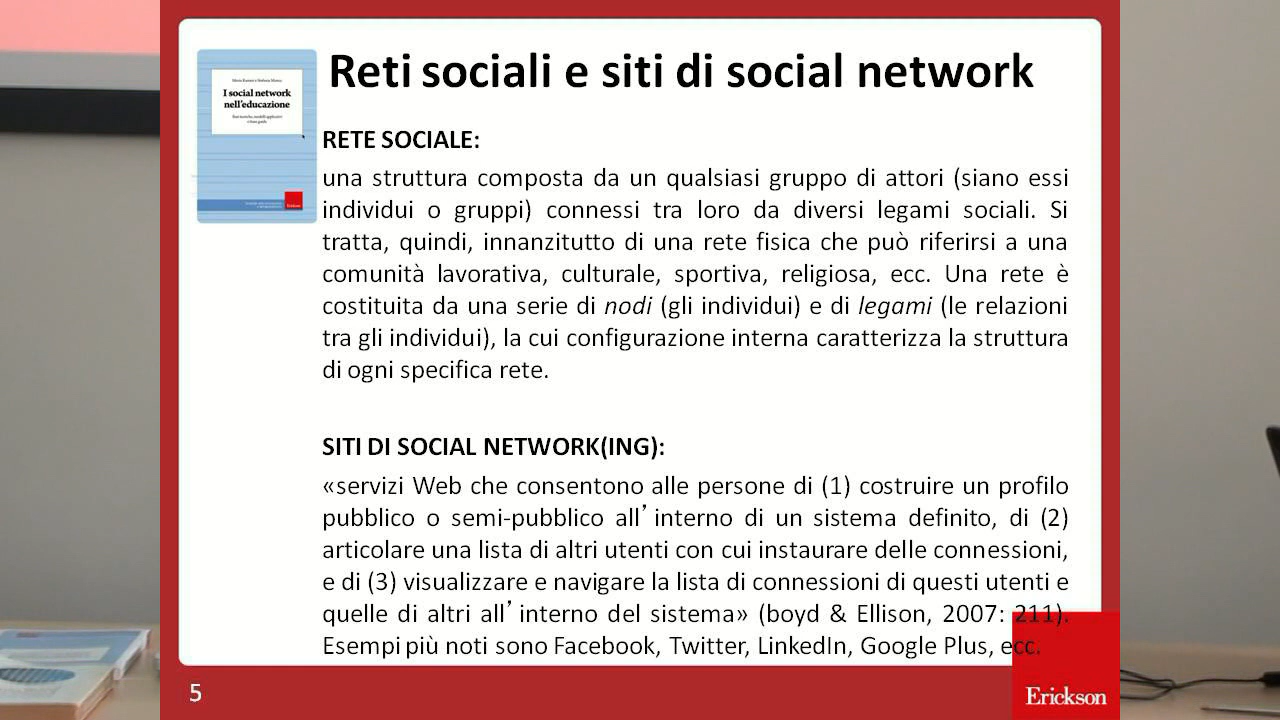 Reti sociali e siti di social network
I social network
nell'educazione
Erickson
RETE SOCIALE:
una struttura composta da un qualsiasi gruppo di attori (siano essi
individui o gruppi) connessi tra loro da diversi legami sociali. Si
tratta, quindi, innanzitutto di una rete fisica che può riferirsi a una
comunità lavorativa, culturale, sportiva, religiosa, ecc. Una rete è
costituita da una serie di nodi (gli individui) e di legami (le relazioni
tra gli individui), la cui configurazione interna caratterizza la struttura
di ogni specifica rete.
SITI DI SOCIAL NETWORK(ING):
«servizi Web che consentono alle persone di (1) costruire un profilo
pubblico o semi-pubblico all’interno di un sistema definito, di (2)
articolare una lista di altri utenti con cui instaurare delle connessioni,
e di (3) visualizzare e navigare la lista di connessioni di questi utenti e
quelle di altri all’interno del sistema» (boyd & Ellison, 2007: 211).
Esempi più noti sono Facebook, Twitter, LinkedIn, Google Plus, ecc.
5
Erickson